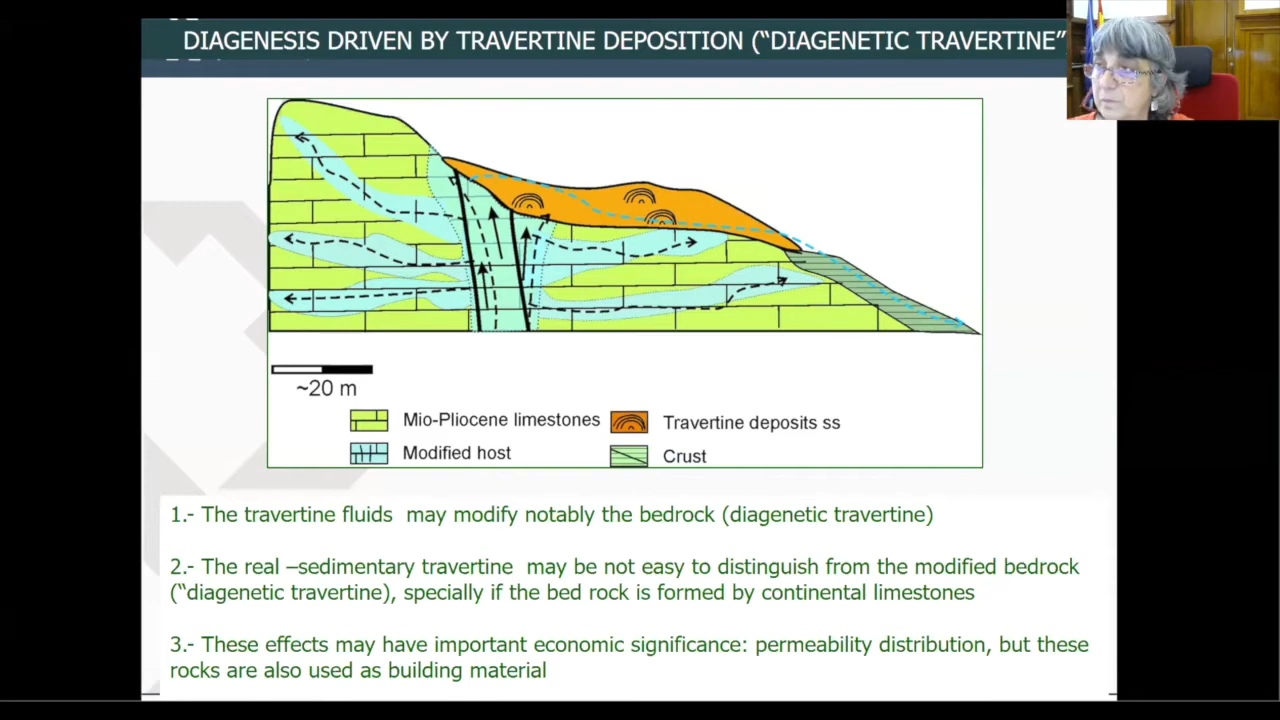 DIAGENESIS DRIVEN BY TRAVERTINE DEPOSITION (“DIAGENETIC TRAVERTINE”
~20 m
Mio-Pliocene limestones
Travertine deposits ss
Modified host
Crust
1.- The travertine fluids may modify notably the bedrock (diagenetic travertine)
2.- The real –sedimentary travertine may be not easy to distinguish from the modified bedrock
(“diagenetic travertine), specially if the bed rock is formed by continental limestones
3.- These effects may have important economic significance: permeability distribution, but these
rocks are also used as building material